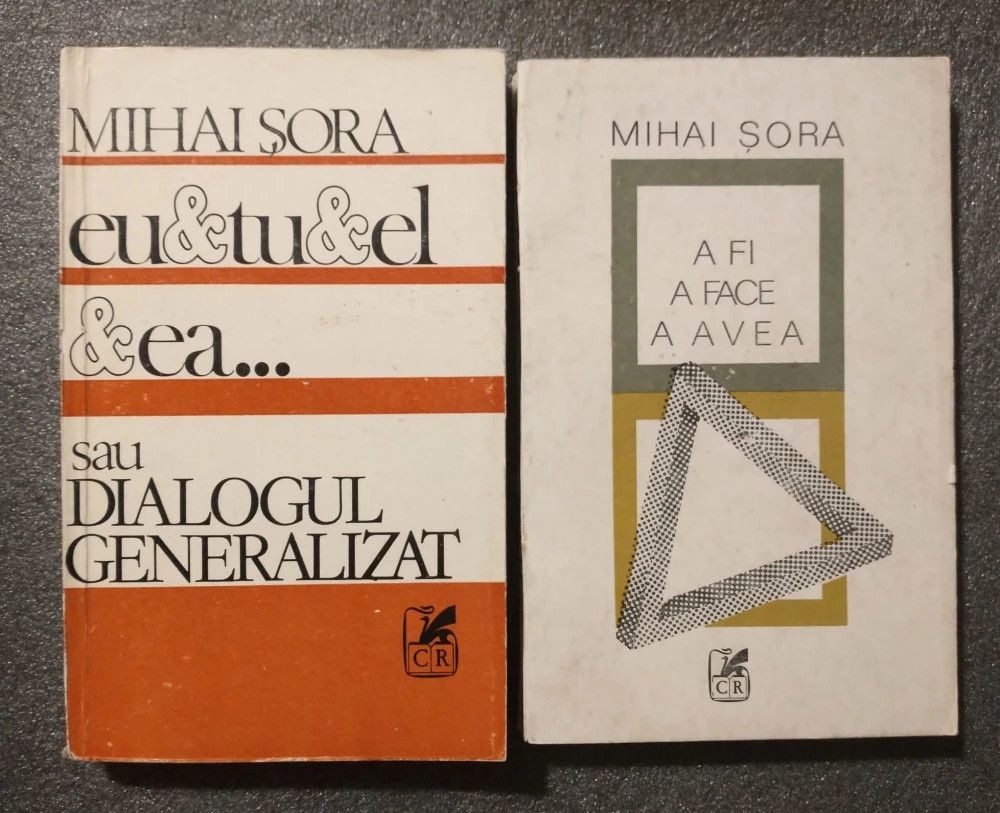 MIHAI ȘORA
eu&tu&el
&ea...
sau
DIALOGUL
GENERALIZAT
CR
MIHAI ȘORA
A FI
A FACE
A AVEA
CR